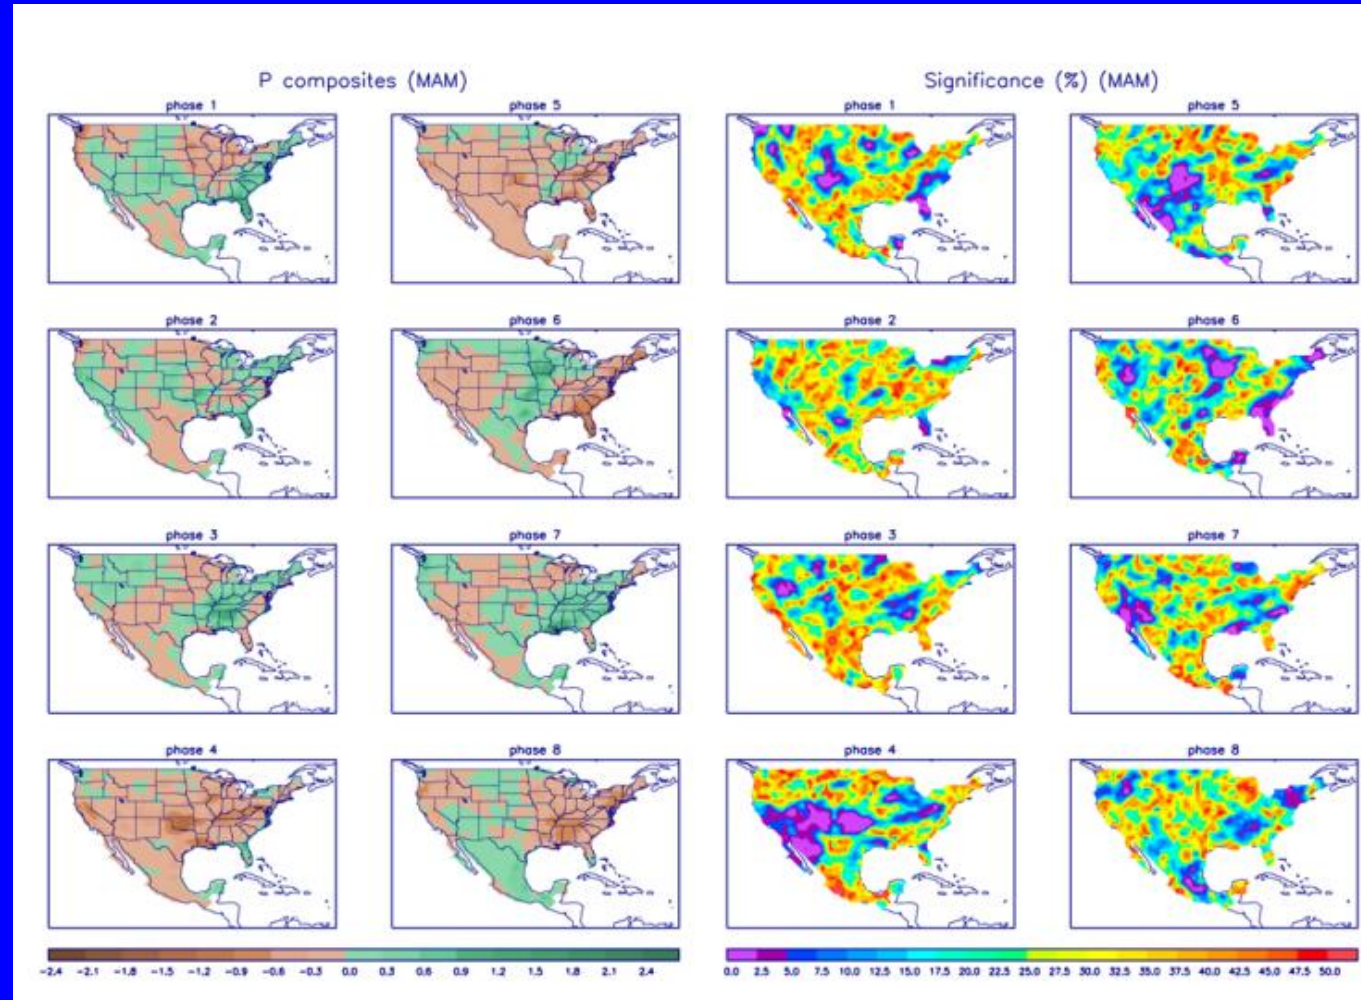 P composites (MAM)
Significance (%) (MAM)
phase 1
phase 5
phase 1
phase 5
phase 2
phase 6
phase 2
phase 6
phase 3
phase 7
phase 3
phase 7
phase 4
phase 8
phase 4
phase 8
-2.4 -2.1 -1.8 -1.5 -1.2 -0.9 -0.6 -0.3 0.0 0.3 0.6 0.9 1.2 1.5 1.8 2.1 2.4
0.0 2.5 5.0 7.5 10.0 12.5 15.0 17.5 20.0 22.5 25.0 27.5 30.0 32.5 35.0 37.5 40.0 42.5 45.0 47.5 50.0